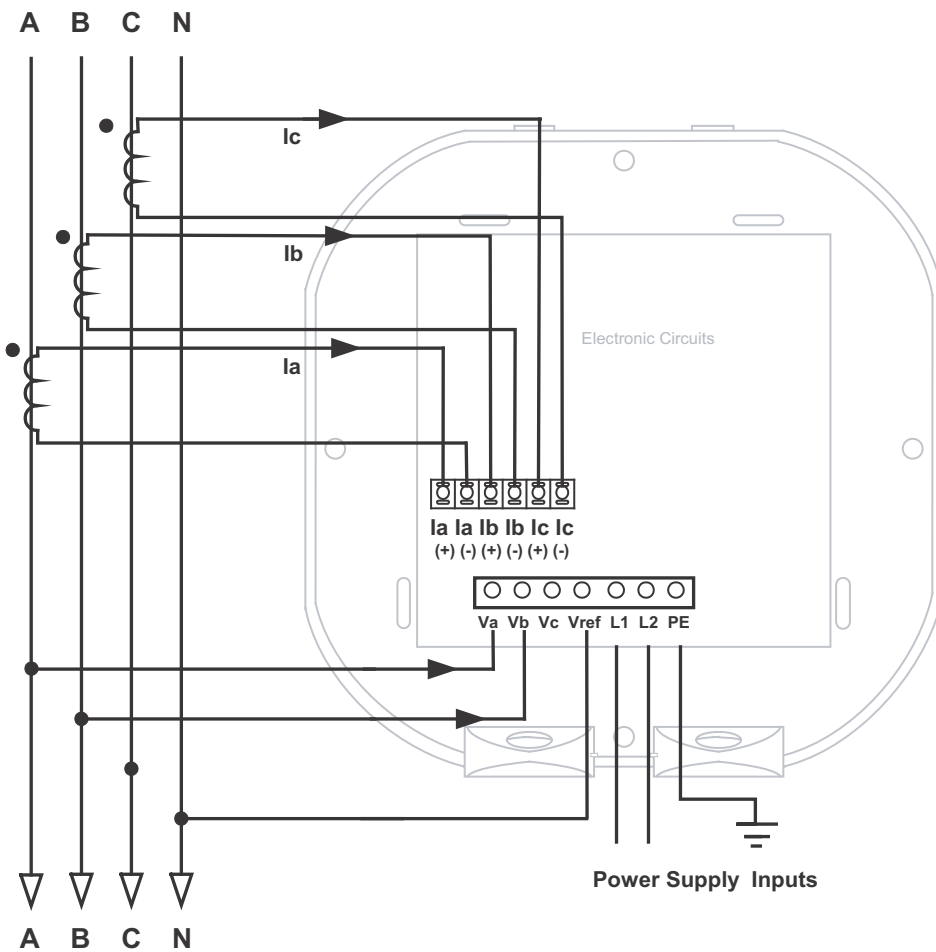 A B C N
Ic
Ib
Electronic Circuits
Ia
Ia Ia Ib Ib Ic Ic
(+) (-) (+) (-) (+) (-)
Va Vb Vc Vref L1 L2 PE
Power Supply Inputs
A B C N